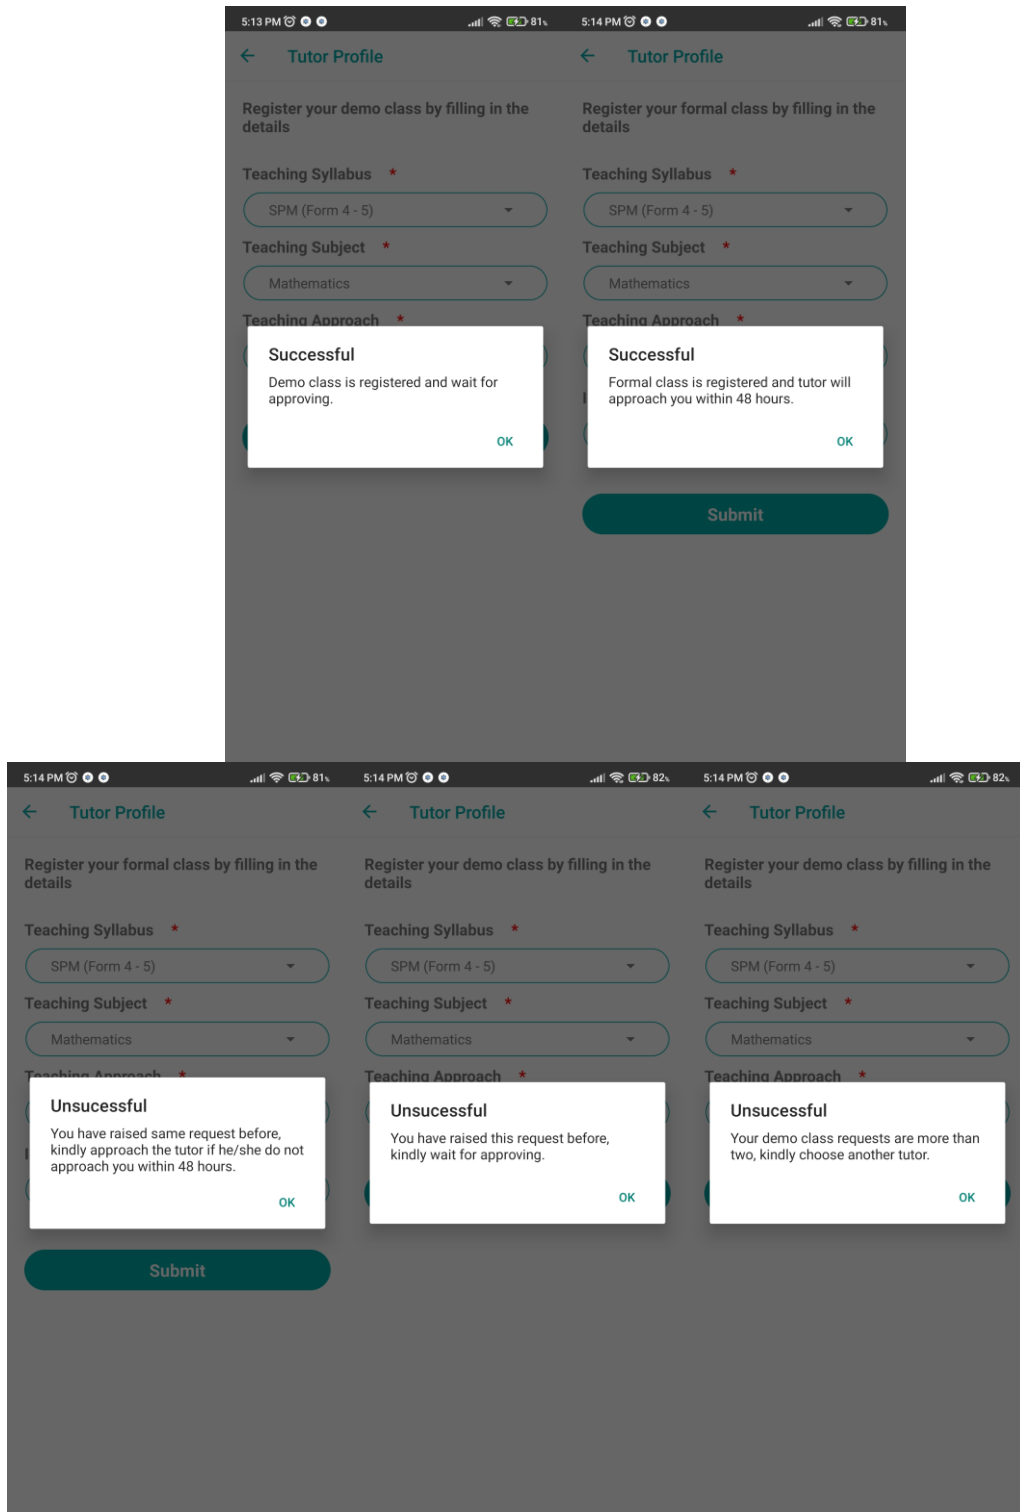 5:13 PM
81%
Tutor Profile
Register your demo class by filling in the
details
Teaching Syllabus *
SPM (Form 4 - 5)
Teaching Subject *
Mathematics
Teaching Approach *
Successful
Demo class is registered and wait for
approving.
OK
5:14 PM
81%
Tutor Profile
Register your formal class by filling in the
details
Teaching Syllabus *
SPM (Form 4 - 5)
Teaching Subject *
Mathematics
Teaching Approach *
Successful
Formal class is registered and tutor will
approach you within 48 hours.
OK
Submit
5:14 PM
81%
Tutor Profile
Register your formal class by filling in the
details
Teaching Syllabus *
SPM (Form 4 - 5)
Teaching Subject *
Mathematics
Teaching Approach *
Unsucessful
You have raised same request before,
kindly approach the tutor if he/she do not
approach you within 48 hours.
OK
Submit
5:14 PM
82%
Tutor Profile
Register your demo class by filling in the
details
Teaching Syllabus *
SPM (Form 4 - 5)
Teaching Subject *
Mathematics
Teaching Approach *
Unsucessful
You have raised this request before,
kindly wait for approving.
OK
5:14 PM
82%
Tutor Profile
Register your demo class by filling in the
details
Teaching Syllabus *
SPM (Form 4 - 5)
Teaching Subject *
Mathematics
Teaching Approach *
Unsucessful
Your demo class requests are more than
two, kindly choose another tutor.
OK